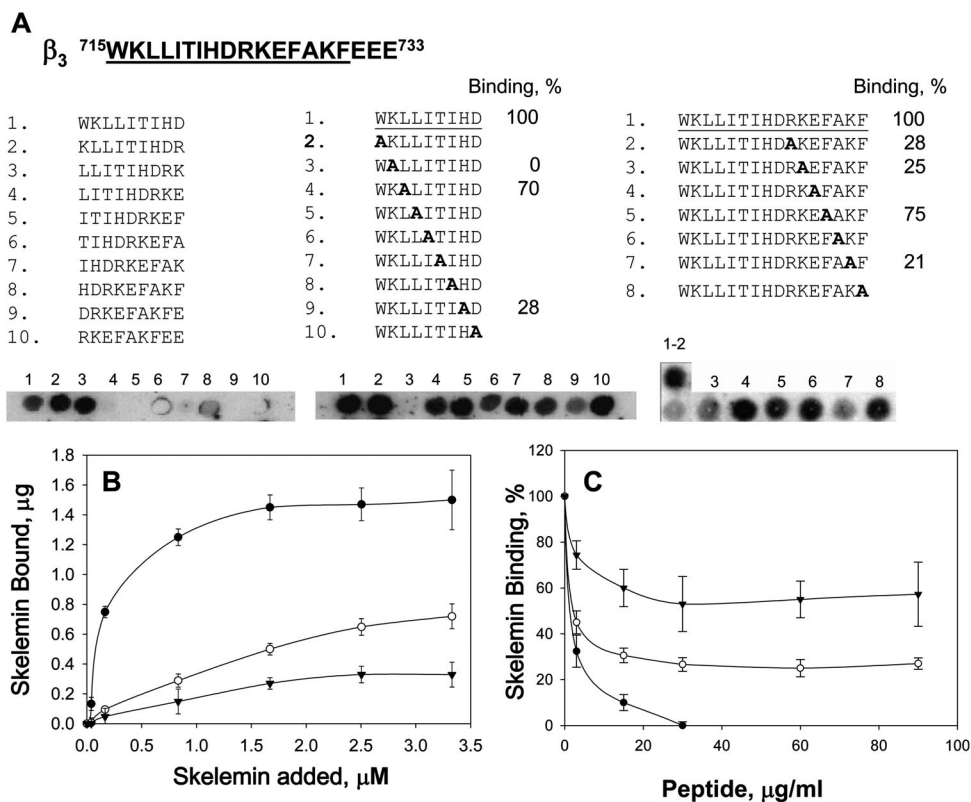 A
β3 715WKLLITIHDRKEFAKFEEE733
1. WKLLITIHD
2. KLLITIHDR
3. LLITIHDRK
4. LITIHDRKE
5. ITIHDRKEF
6. TIHDRKEFA
7. IHDRKEFAK
8. HDRKEFAKF
9. DRKEFAKFE
10. RKEFAKFEE
Binding, %
1. WKLLITIHD 100
2. AKLLITIHD
3. WALLITIHD 0
4. WKALITIHD 70
5. WKLAITIHD
6. WKLLATIHD
7. WKLLIAIHD
8. WKLLITAHD
9. WKLLITIAD 28
10. WKLLITIHA
Binding, %
1. WKLLITIHDRKEFAKF 100
2. WKLLITIHDAKEFAKF 28
3. WKLLITIHDRAEFAKF 25
4. WKLLITIHDRKAFAKF
5. WKLLITIHDRKEAAKF 75
6. WKLLITIHDRKEFAKF
7. WKLLITIHDRKEFAAF 21
8. WKLLITIHDRKEFAKA
1 2 3 4 5 6 7 8 9 10
1 2 3 4 5 6 7 8 9 10
1-2
3 4 5 6 7 8
B
Skelemin Bound, μg
1.8
1.6
1.4
1.2
1.0
0.8
0.6
0.4
0.2
0.0
0.0 0.5 1.0 1.5 2.0 2.5 3.0 3.5
Skelemin added, μM
C
Skelemin Binding, %
120
100
80
60
40
20
0
0 20 40 60 80 100
Peptide, μg/ml